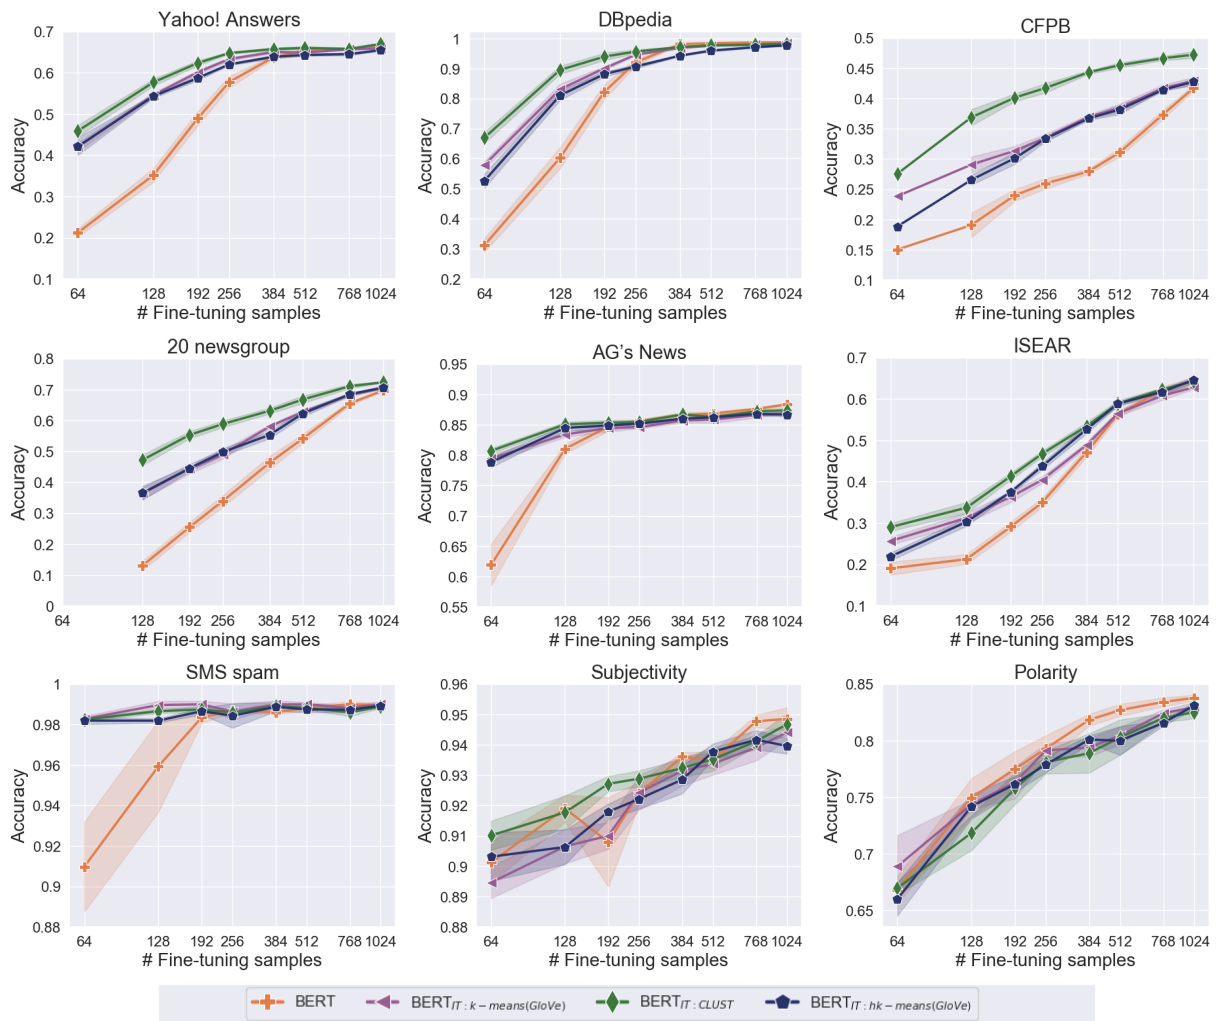 Yahoo! Answers
Accuracy
0.7
0.6
0.5
0.4
0.3
0.2
0.1
64 128 192 256 384 512 768 1024
# Fine-tuning samples
DBpedia
Accuracy
1
0.9
0.8
0.7
0.6
0.5
0.4
0.3
0.2
64 128 192 256 384 512 768 1024
# Fine-tuning samples
CFPB
Accuracy
0.5
0.45
0.4
0.35
0.3
0.25
0.2
0.15
0.1
64 128 192 256 384 512 768 1024
# Fine-tuning samples
20 newsgroup
Accuracy
0.8
0.7
0.6
0.5
0.4
0.3
0.2
0.1
0
64 128 192 256 384 512 768 1024
# Fine-tuning samples
AG's News
Accuracy
0.95
0.9
0.85
0.8
0.75
0.7
0.65
0.6
0.55
64 128 192 256 384 512 768 1024
# Fine-tuning samples
ISEAR
Accuracy
0.7
0.6
0.5
0.4
0.3
0.2
0.1
64 128 192 256 384 512 768 1024
# Fine-tuning samples
SMS spam
Accuracy
1
0.98
0.96
0.94
0.92
0.9
0.88
64 128 192 256 384 512 768 1024
# Fine-tuning samples
Subjectivity
Accuracy
0.96
0.95
0.94
0.93
0.92
0.91
0.9
0.89
0.88
64 128 192 256 384 512 768 1024
# Fine-tuning samples
Polarity
Accuracy
0.85
0.8
0.75
0.7
0.65
64 128 192 256 384 512 768 1024
# Fine-tuning samples
BERT BERT IT:k−means(GloVe) BERT IT:CLUST BERT IT:hk−means(GloVe)